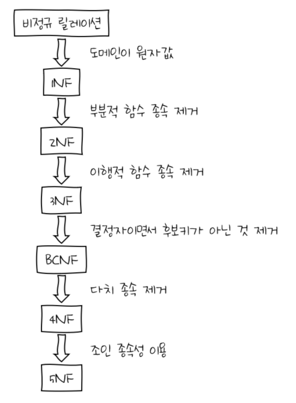 비정규 릴레이션
도메인이 원자값
1NF
부분적 함수 종속 제거
2NF
이행적 함수 종속 제거
3NF
결정자이면서 후보키가 아닌 것 제거
BCNF
다치 종속 제거
4NF
조인 종속성 이용
5NF